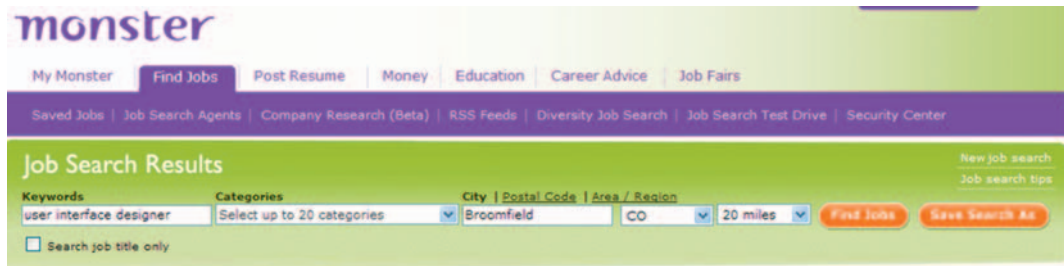 monster
My Monster Find Jobs Post Resume Money Education Career Advice Job Fairs
Saved Jobs | Job Search Agents | Company Research (Beta) | RSS Feeds | Diversity Job Search | Job Search Test Drive | Security Center
Job Search Results
New job search
Job search tips
Keywords Categories City | Postal Code | Area / Region
user interface designer Select up to 20 categories Broomfield CO 20 miles Find Jobs Save Search As
Search job title only